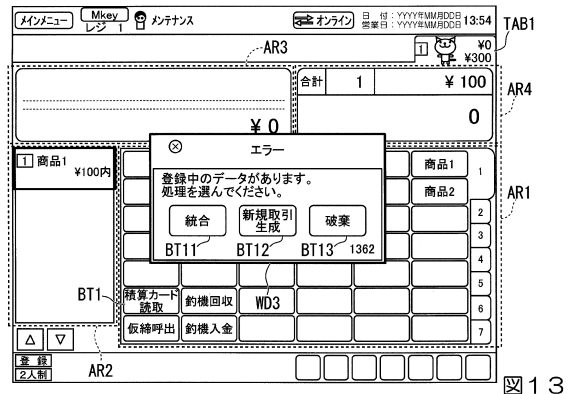 メインメニュー
Mkey
レジ 1
メンテナンス
オンライン
日 付：YYYY年MM月DD日
営業日：YYYY年MM月DD日
13:54
TAB1
1
¥0
¥300
AR3
合計 1 ¥ 100
0
AR4
¥ 0
1 商品1
¥100内
エラー
登録中のデータがあります。
処理を選んでください。
統合
新規取引
生成
破棄
BT11
BT12
BT13
1362
商品1
商品2
1
2
3
4
5
6
7
AR1
BT1
積算カード
読取
釣機回収
WD3
仮締呼出
釣機入金
△ ▽
AR2
登 録
2人制
図13